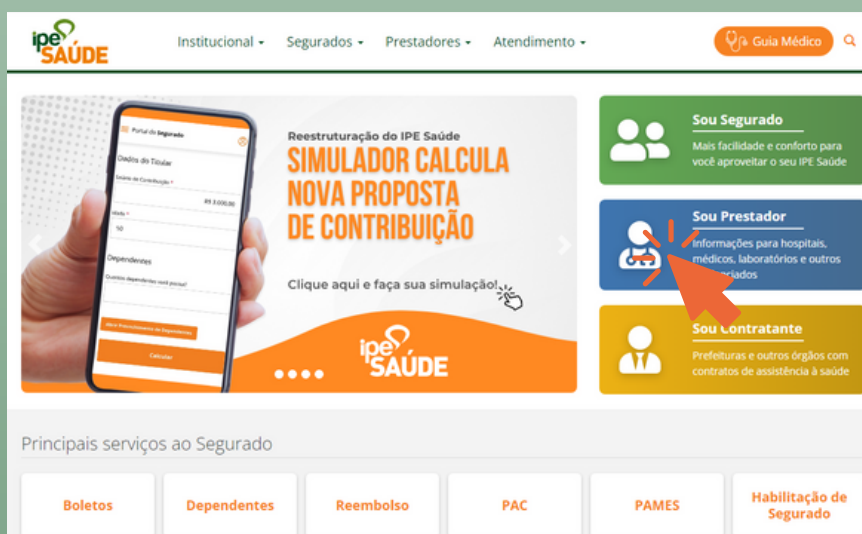 ipe SAÚDE
Institucional
Segurados
Prestadores
Atendimento
Guia Médico
Portal do Segurado
Dados do Titular
Salário de Contribuição *
R$ 3.000,00
Idade *
50
Dependentes
Quantos dependentes você possui?
Abrir Preenchimento de Dependentes
Calcular
Reestruturação do IPE Saúde
SIMULADOR CALCULA
NOVA PROPOSTA
DE CONTRIBUIÇÃO
Clique aqui e faça sua simulação!
ipe SAÚDE
Sou Segurado
Mais facilidade e conforto para
você aproveitar o seu IPE Saúde
Sou Prestador
Informações para hospitais,
médicos, laboratórios e outros
Sou Contratante
Prefeituras e outros órgãos com
contratos de assistência à saúde
Principais serviços ao Segurado
Boletos
Dependentes
Reembolso
PAC
PAMES
Habilitação de
Segurado